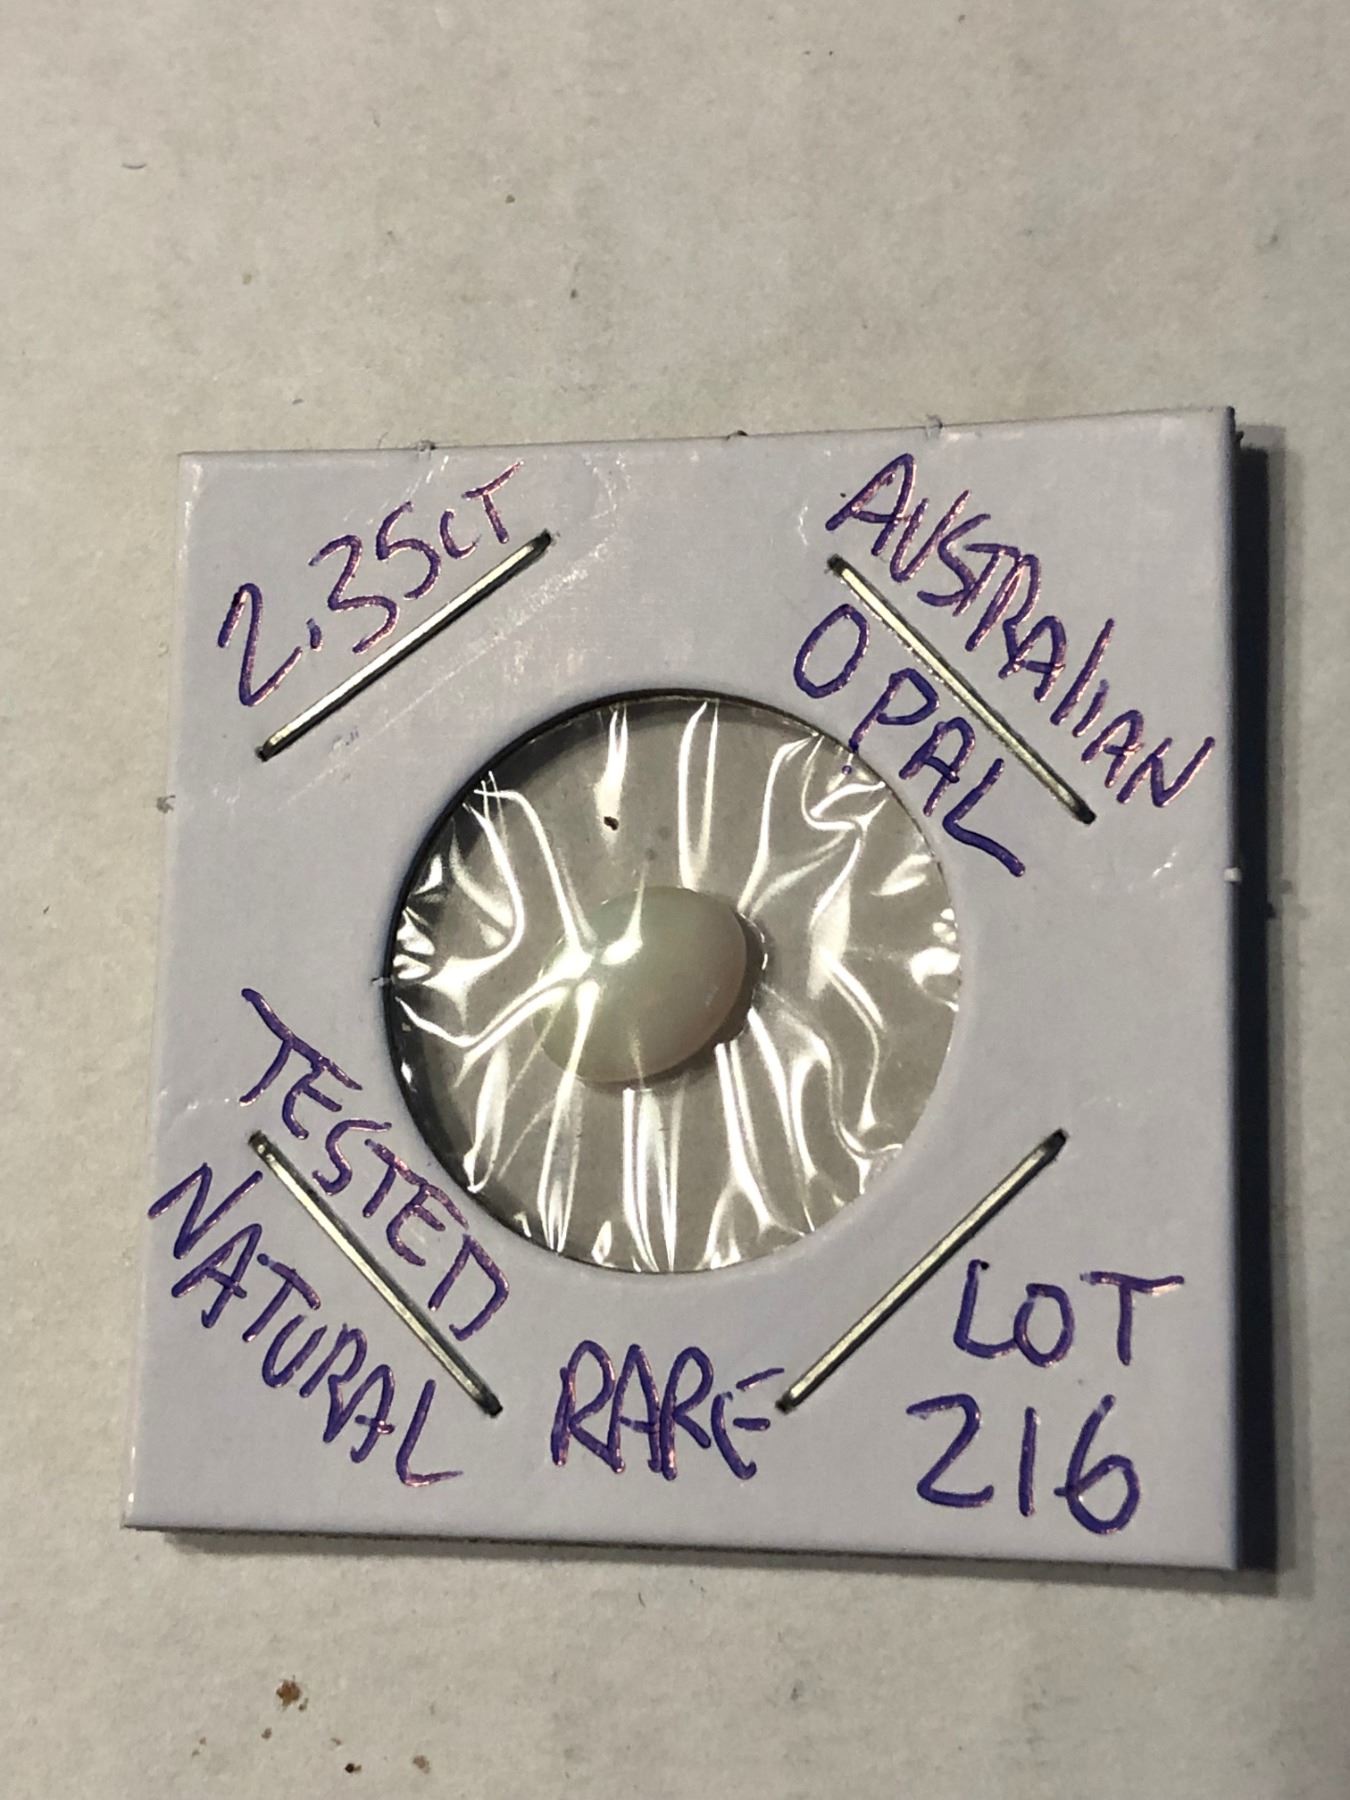 2.35CT
AUSTRALIAN
OPAL
TESTED
NATURAL
RARE
LOT
216